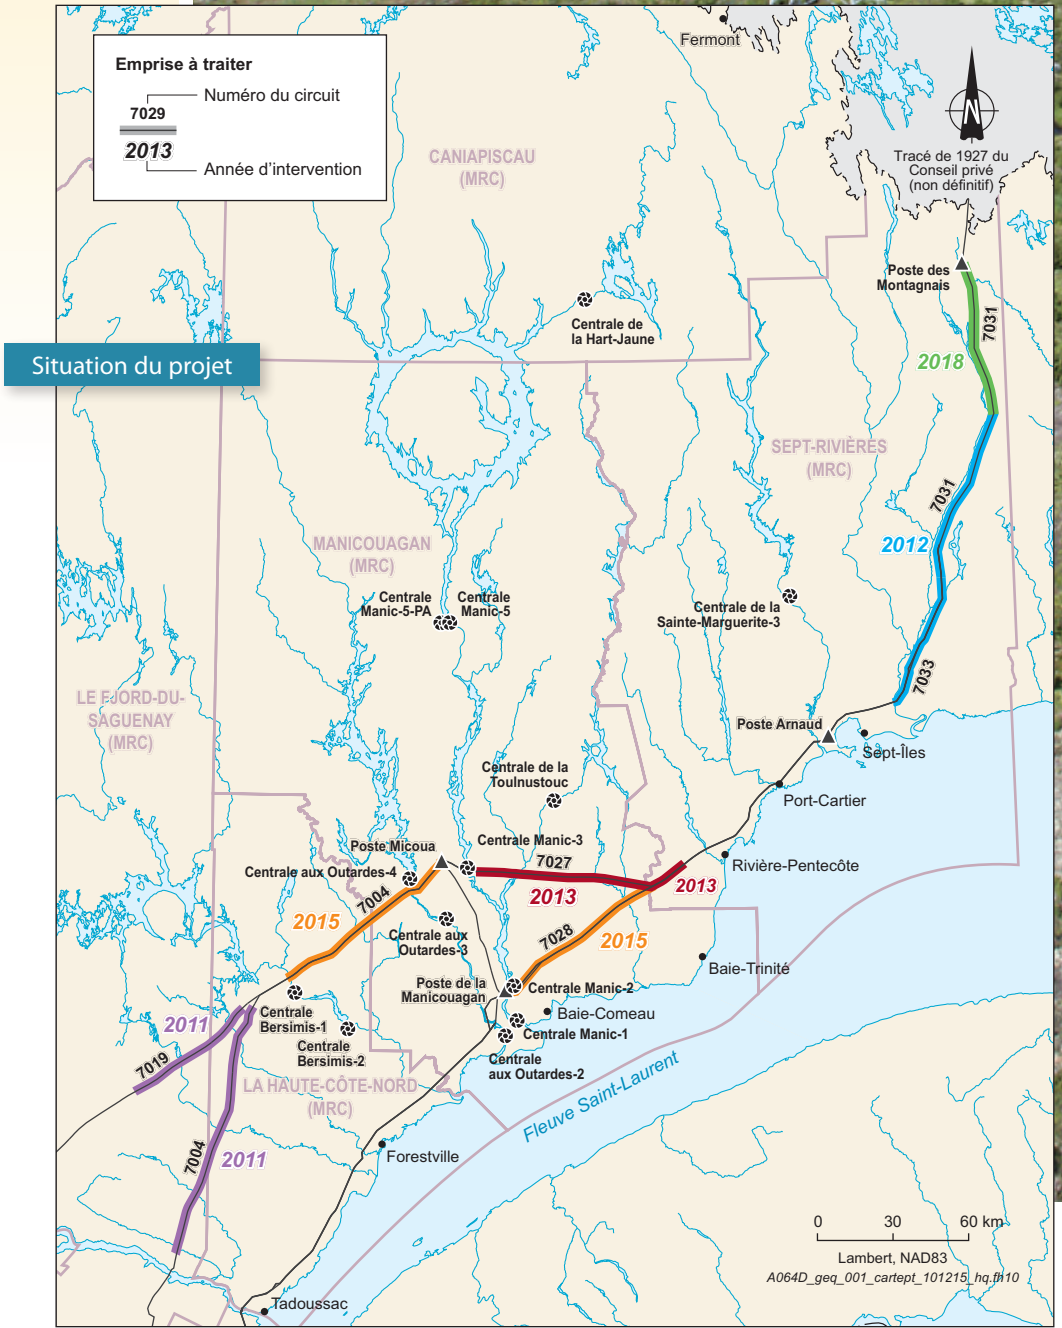 Fermont
Emprise à traiter
Numéro du circuit
7029
2013
Année d'intervention
N
Tracé de 1927 du
Conseil privé
(non définitif)
CANIAPISCAU
(MRC)
Poste des
Montagnais
7031
2018
Centrale de
la Hart-Jaune
Situation du projet
SEPT-RIVIÈRES
(MRC)
7031
2012
MANICOUAGAN
(MRC)
Centrale
Manic-5-PA
Centrale
Manic-5
Centrale de la
Sainte-Marguerite-3
7033
LE FJORD-DU-
SAGUENAY
(MRC)
Poste Arnaud
Sept-Îles
Centrale de la
Toulnustouc
Port-Cartier
Poste Micoua
Centrale Manic-3
7027
2013
2013
Rivière-Pentecôte
Centrale aux Outardes-4
7004
2015
Centrale aux
Outardes-3
7028
2015
Baie-Trinité
Poste de la
Manicouagan
Centrale Manic-2
Baie-Comeau
Centrale Manic-1
Centrale
aux Outardes-2
Centrale
Bersimis-1
Centrale
Bersimis-2
2011
7019
LA HAUTE-CÔTE-NORD
(MRC)
Fleuve Saint-Laurent
7004
2011
Forestville
Tadoussac
0 30 60 km
Lambert, NAD83
A064D_geq_001_cartept_101215_hq.fh10